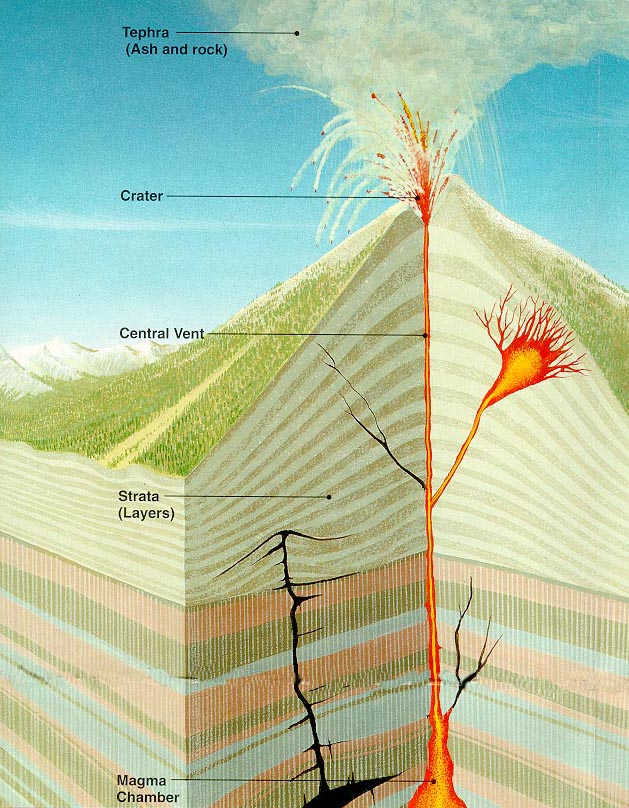 Tephra
(Ash and rock)
Crater
Central Vent
Strata
(Layers)
Magma
Chamber